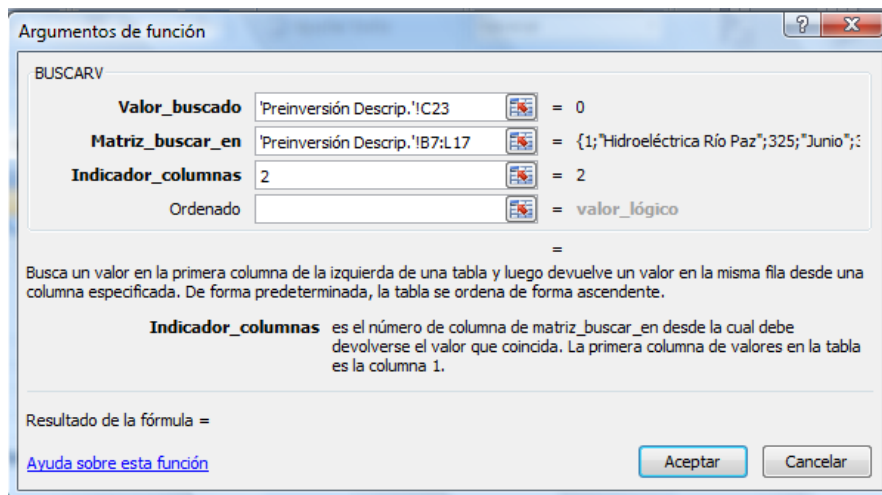 Argumentos de función
BUSCARV
Valor_buscado 'Preinversión Descrip.'!C23 = 0
Matriz_buscar_en 'Preinversión Descrip.'!B7:L17 = {1;"Hidroeléctrica Río Paz";325;"Junio";3
Indicador_columnas 2 = 2
Ordenado = valor_lógico
=
Busca un valor en la primera columna de la izquierda de una tabla y luego devuelve un valor en la misma fila desde una
columna especificada. De forma predeterminada, la tabla se ordena de forma ascendente.
Indicador_columnas es el número de columna de matriz_buscar_en desde la cual debe
devolverse el valor que coincida. La primera columna de valores en la tabla
es la columna 1.
Resultado de la fórmula =
Ayuda sobre esta función
Aceptar Cancelar